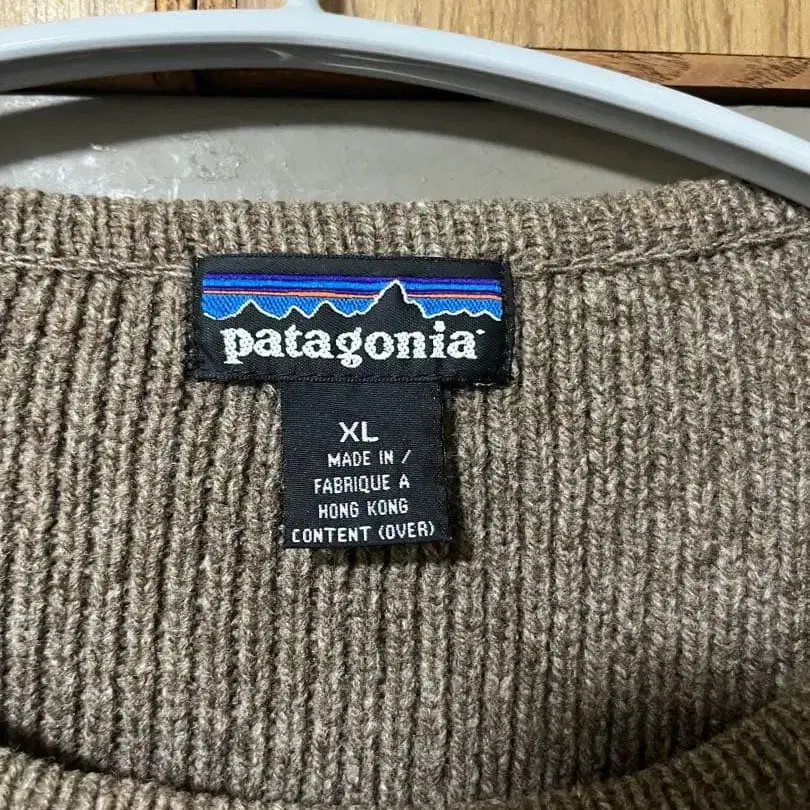 patagonia
XL
MADE IN /
FABRIQUE A
HONG KONG
CONTENT (OVER)